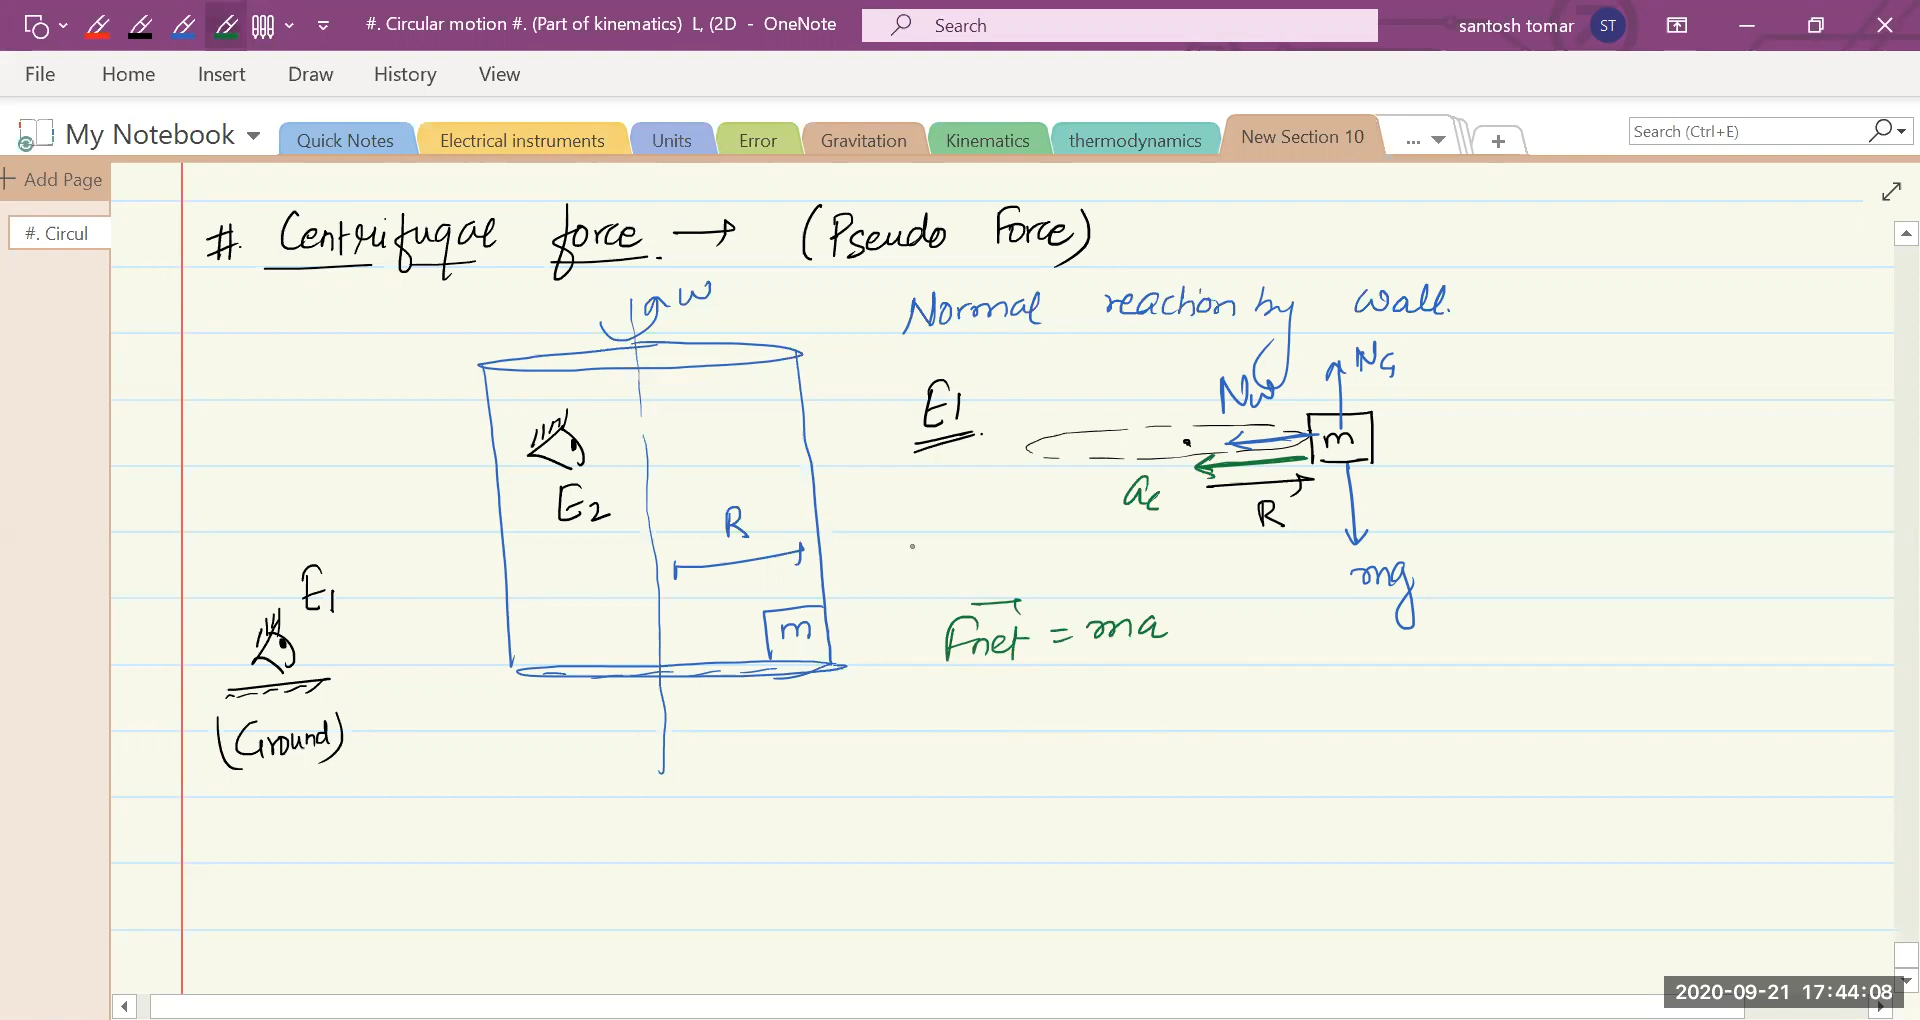 #. Circular motion #. (Part of kinematics) L, (2D - OneNote
Search
santosh tomar ST
File Home Insert Draw History View
My Notebook
Quick Notes Electrical instruments Units Error Gravitation Kinematics thermodynamics New Section 10 ... +
Search (Ctrl+E)
+ Add Page
#. Circul
#. Centrifugal force. → (Pseudo Force)
ω
Normal reaction by wall.
E1
Nw
NG
m
ac
R
mg
E2
R
m
E1
(Ground)
Fnet = ma
2020-09-21 17:44:08